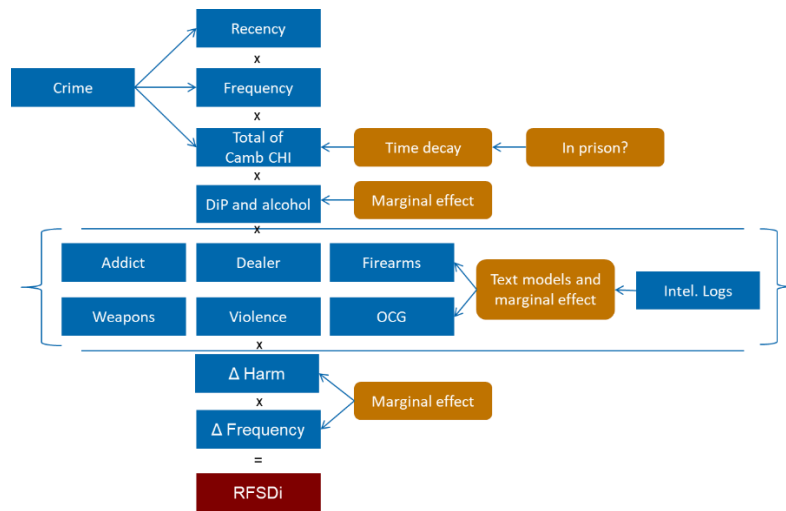 Recency
x
Crime
Frequency
x
Total of
Camb CHI
Time decay
In prison?
x
DiP and alcohol
Marginal effect
x
Addict
Dealer
Firearms
Text models and
marginal effect
Intel. Logs
Weapons
Violence
OCG
x
Δ Harm
x
Marginal effect
Δ Frequency
=
RFSDi